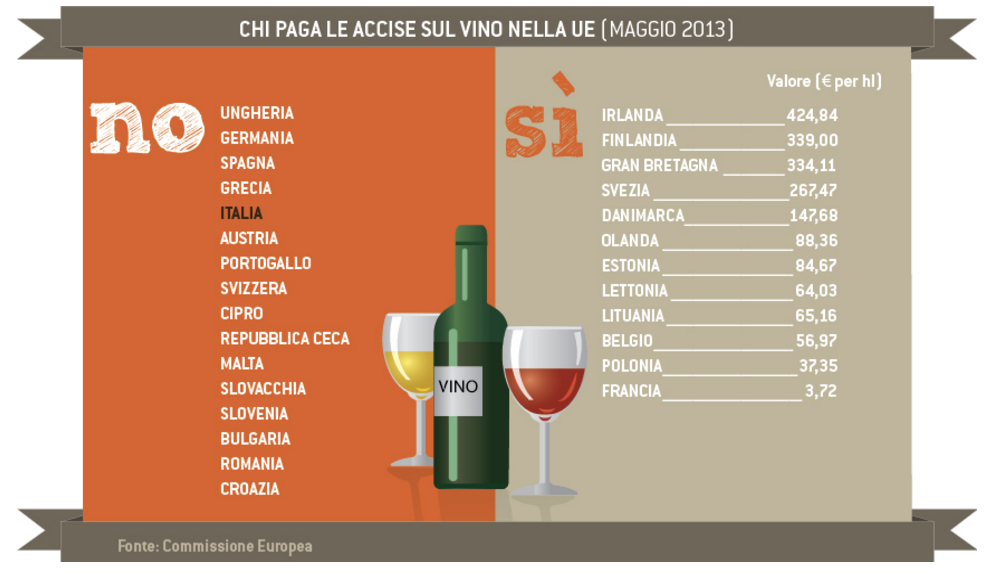 CHI PAGA LE ACCISE SUL VINO NELLA UE (MAGGIO 2013)
no
UNGHERIA
GERMANIA
SPAGNA
GRECIA
ITALIA
AUSTRIA
PORTOGALLO
SVIZZERA
CIPRO
REPUBBLICA CECA
MALTA
SLOVACCHIA
SLOVENIA
BULGARIA
ROMANIA
CROAZIA
VINO
sì
Valore (€ per hl)
IRLANDA 424,84
FINLANDIA 339,00
GRAN BRETAGNA 334,11
SVEZIA 267,47
DANIMARCA 147,68
OLANDA 88,36
ESTONIA 84,67
LETTONIA 64,03
LITUANIA 65,16
BELGIO 56,97
POLONIA 37,35
FRANCIA 3,72
Fonte: Commissione Europea